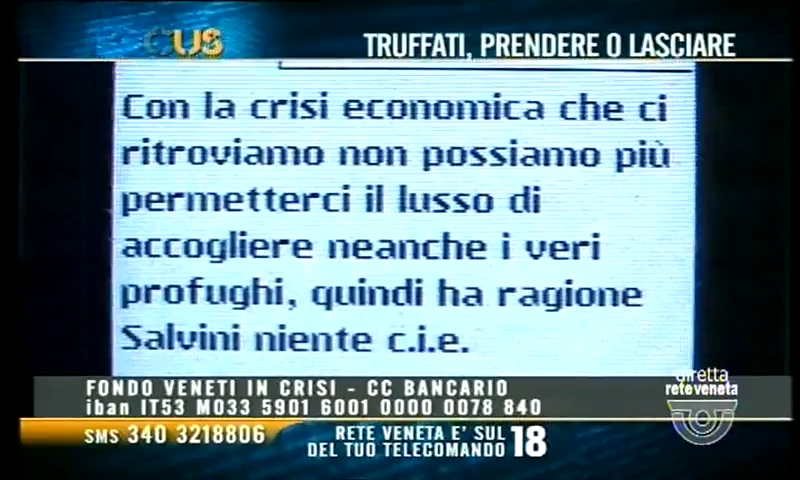 FOCUS
TRUFFATI, PRENDERE O LASCIARE
Con la crisi economica che ci
ritroviamo non possiamo più
permetterci il lusso di
accogliere neanche i veri
profughi, quindi ha ragione
Salvini niente c.i.e.
diretta
reteveneta
FONDO VENETI IN CRISI - CC BANCARIO
iban IT53 M033 5901 6001 0000 0078 840
SMS 340 3218806
RETE VENETA E' SUL 18
DEL TUO TELECOMANDO